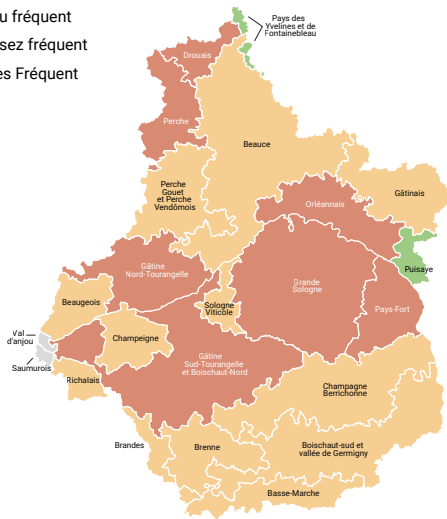 u fréquent
sez fréquent
es Fréquent
Pays des
Yvelines et de
Fontainebleau
Drouais
Perche
Beauce
Perche
Gouet
et Perche
Vendômois
Gâtinais
Orléannais
Gâtine
Nord-Tourangelle
Puisaye
Grande
Sologne
Beaugeois
Sologne
Viticole
Pays-Fort
Val
d'anjou
Champeigne
Saumurois
Gâtine
Sud-Tourangelle
et Boischaut-Nord
Richalais
Champagne
Berrichonne
Brandes
Brenne
Boischaut-sud et
vallée de Germigny
Basse-Marche